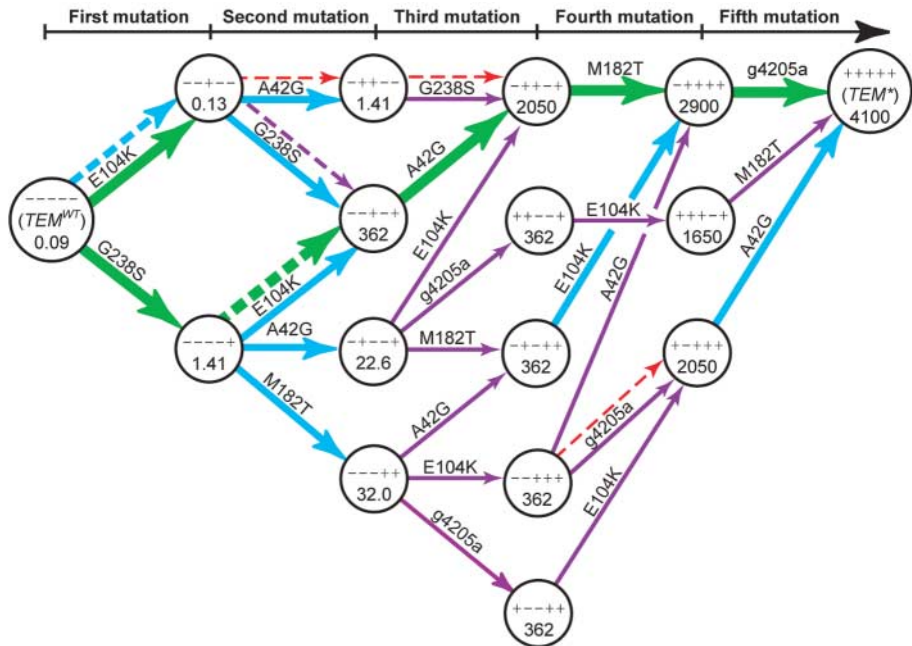 First mutation
Second mutation
Third mutation
Fourth mutation
Fifth mutation
−−+−−
0.13
A42G
−++−−
1.41
G238S
−++−+
2050
M182T
−++++
2900
g4205a
+++++
(TEM*)
4100
E104K
G238S
A42G
M182T
−−−−−
(TEM^WT)
0.09
−−+−+
362
++−−+
362
E104K
+++−+
1650
G238S
E104K
E104K
g4205a
E104K
A42G
A42G
−−−−+
1.41
A42G
−+−−+
22.6
M182T
−+−++
362
+−+++
2050
M182T
A42G
g4205a
−−−++
32.0
E104K
−−+++
362
E104K
g4205a
+−−++
362